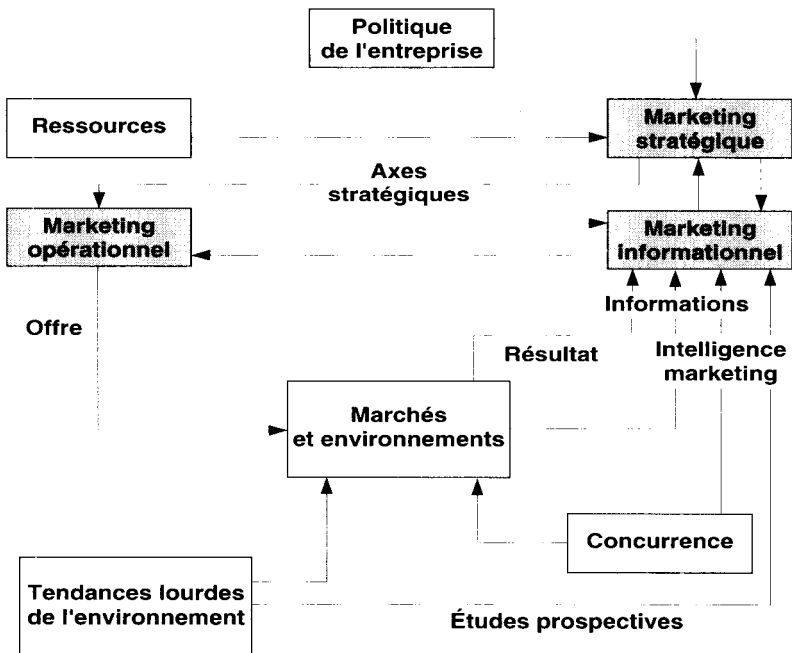 Politique
de l'entreprise
Ressources
Marketing
stratégique
Axes
stratégiques
Marketing
opérationnel
Marketing
informationnel
Offre
Informations
Résultat
Intelligence
marketing
Marchés
et environnements
Concurrence
Tendances lourdes
de l'environnement
Études prospectives